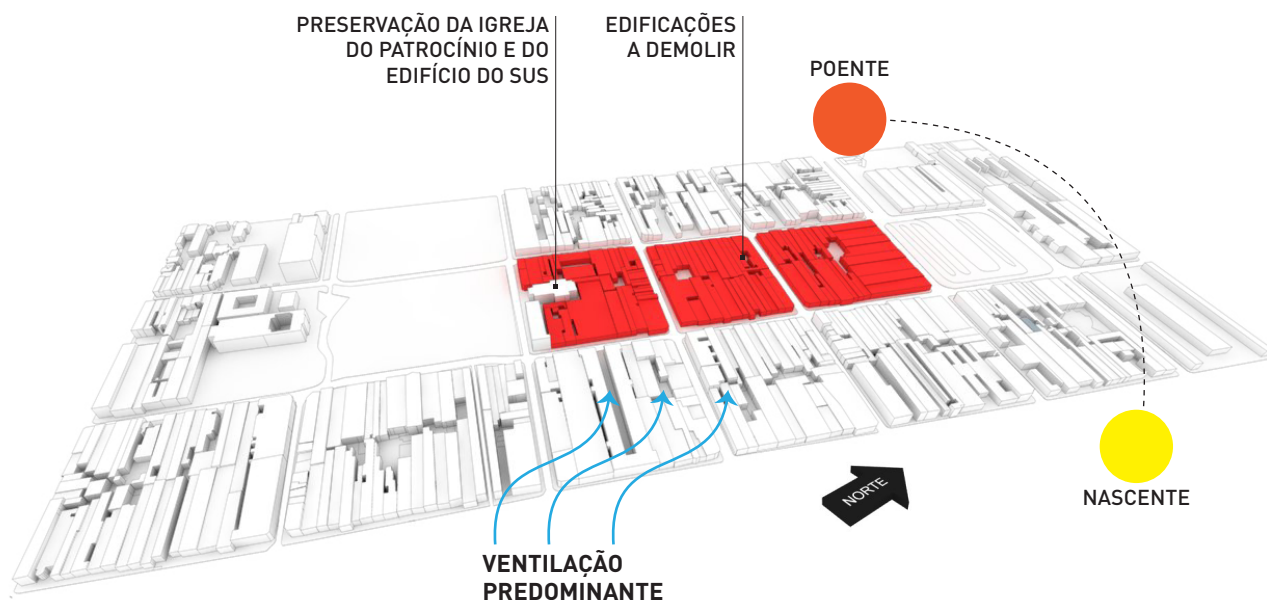 PRESERVAÇÃO DA IGREJA
DO PATROCÍNIO E DO
EDIFÍCIO DO SUS
EDIFICAÇÕES
A DEMOLIR
POENTE
NASCENTE
NORTE
VENTILAÇÃO
PREDOMINANTE